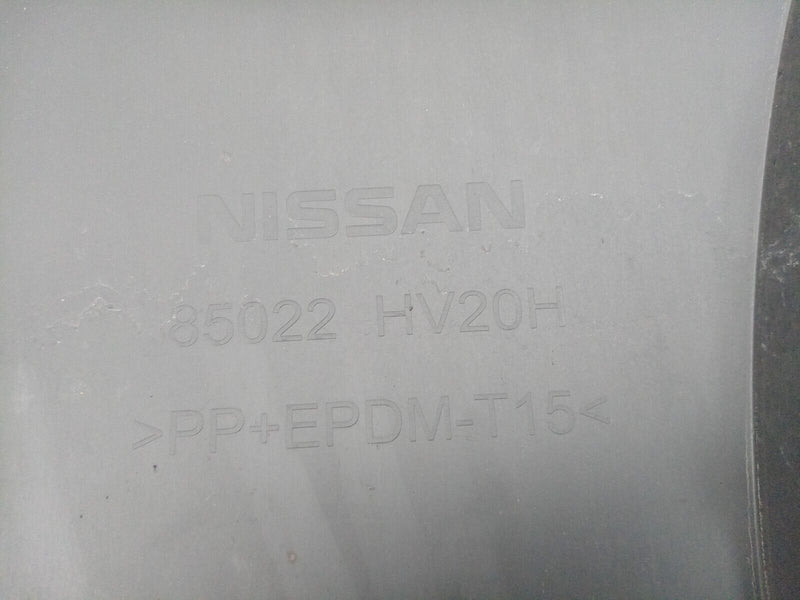 NISSAN
85022 HV20H
>PP+EPDM-T15<